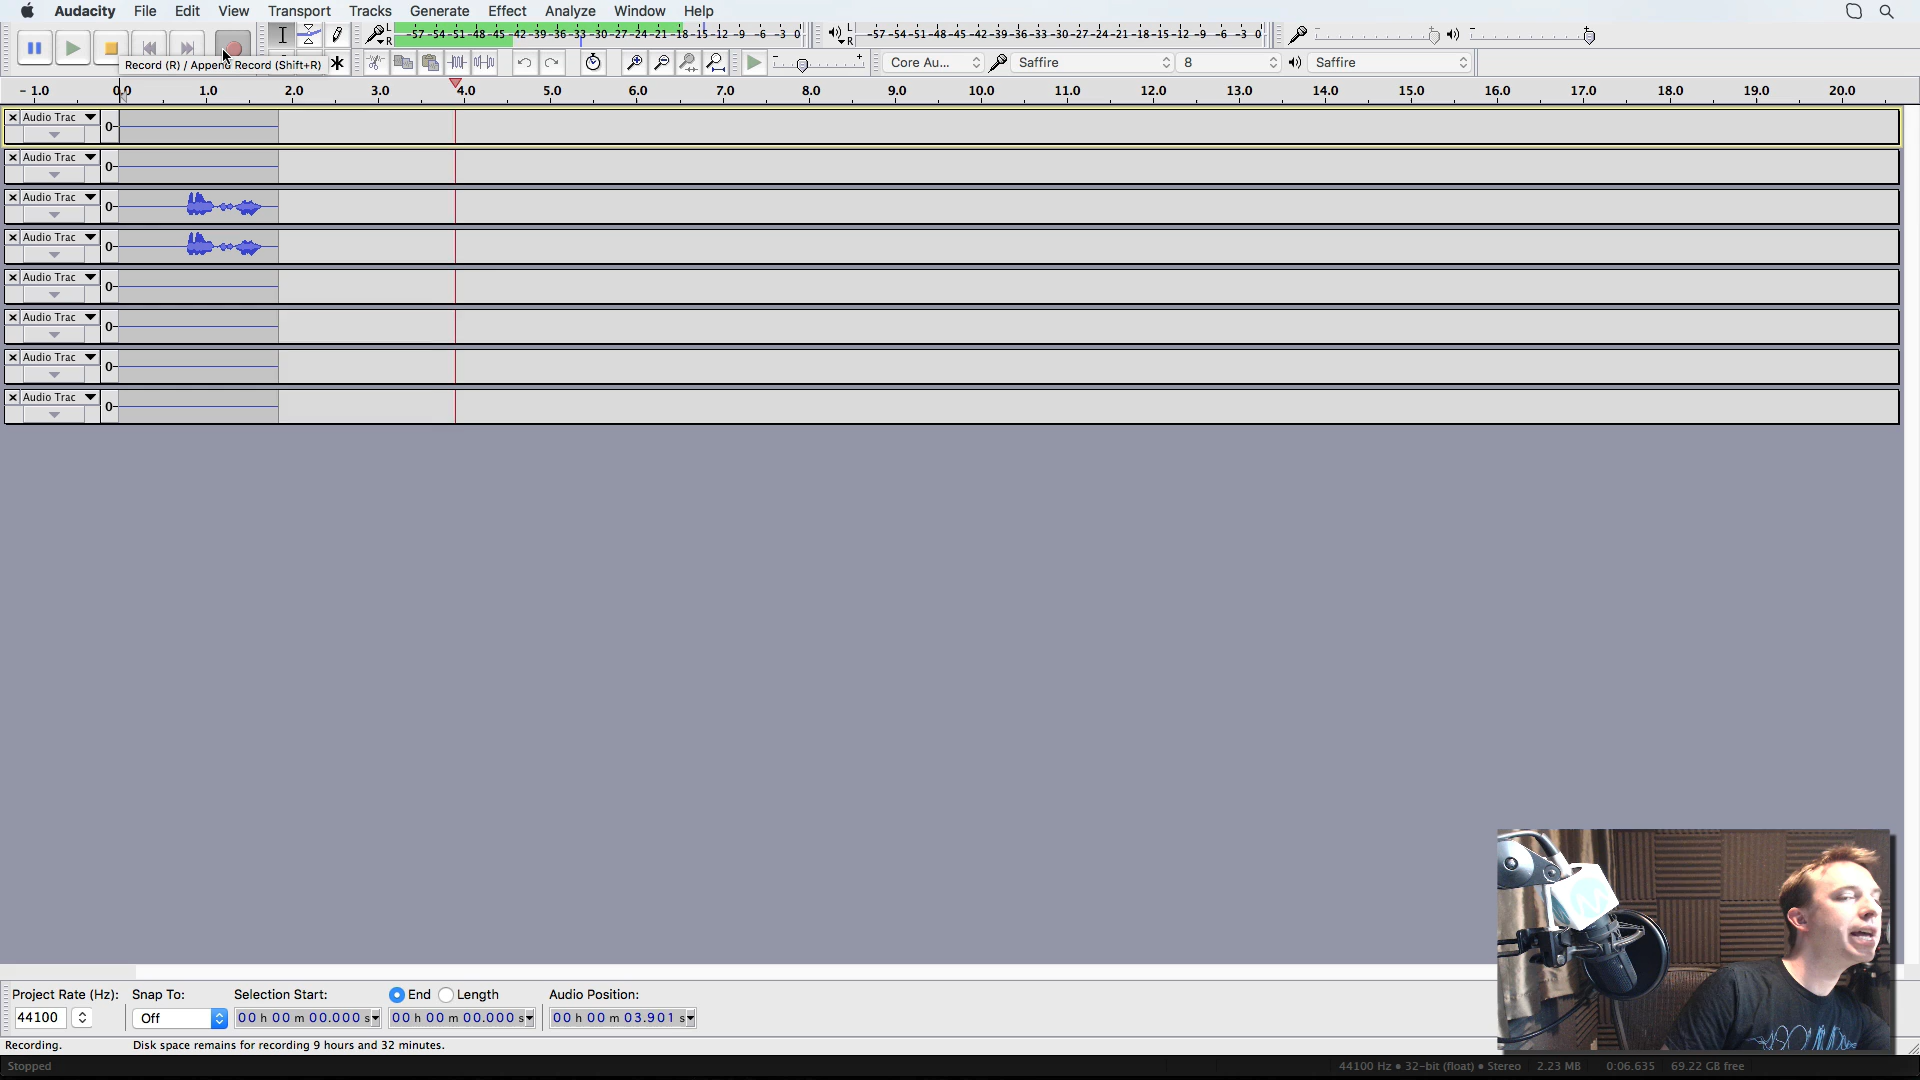 Audacity File Edit View Transport Tracks Generate Effect Analyze Window Help
L
R
-57 -54 -51 -48 -45 -42 -39 -36 -33 -30 -27 -24 -21 -18 -15 -12 -9 -6 -3 0
L
R
-57 -54 -51 -48 -45 -42 -39 -36 -33 -30 -27 -24 -21 -18 -15 -12 -9 -6 -3 0
- +
- +
Record (R) / Append Record (Shift+R)
- +
Core Au...
Saffire
8
Saffire
- 1.0 0.0 1.0 2.0 3.0 4.0 5.0 6.0 7.0 8.0 9.0 10.0 11.0 12.0 13.0 14.0 15.0 16.0 17.0 18.0 19.0 20.0
Audio Trac
0-
Audio Trac
0-
Audio Trac
0-
Audio Trac
0-
Audio Trac
0-
Audio Trac
0-
Audio Trac
0-
Audio Trac
0-
Project Rate (Hz): Snap To: Selection Start: End Length Audio Position:
44100 Off 00 h 00 m 00.000 s 00 h 00 m 00.000 s 00 h 00 m 03.901 s
Recording. Disk space remains for recording 9 hours and 32 minutes.
Stopped 44100 Hz • 32-bit (float) • Stereo 2.23 MB 0:06.635 69.22 GB free